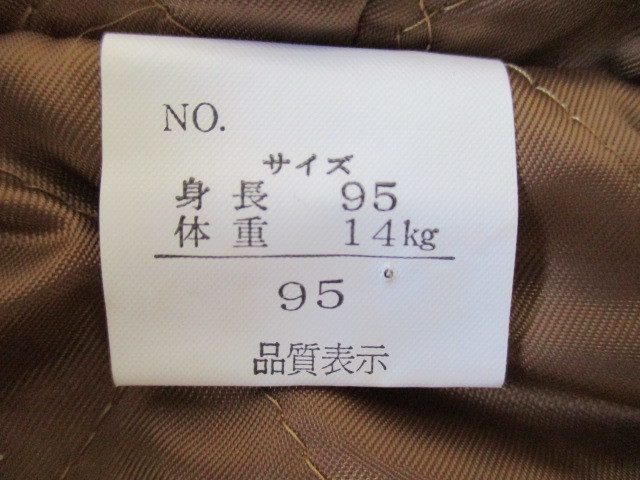 NO.
サイズ
身長 95
体重 14kg
95
品質表示